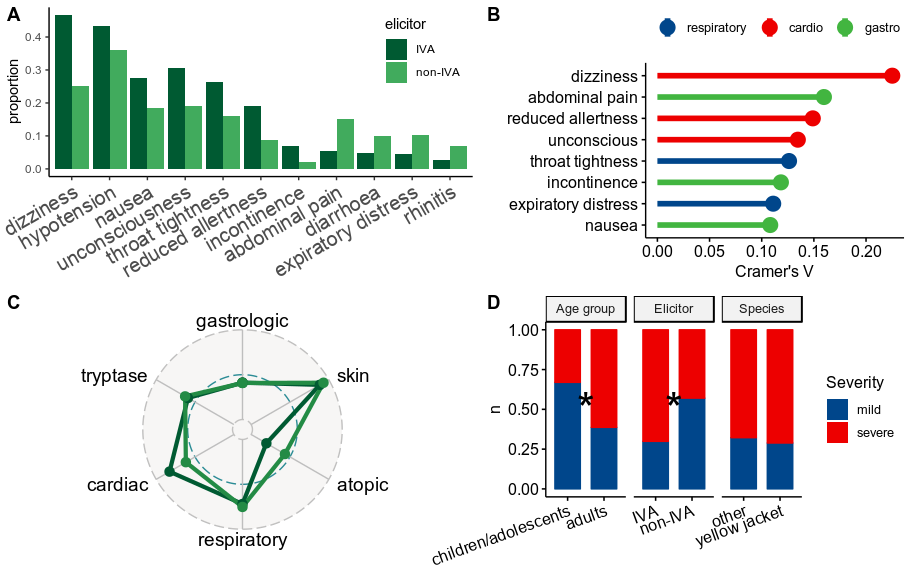 A
proportion
0.4
0.3
0.2
0.1
0.0
elicitor
IVA
non-IVA
dizziness
hypotension
nausea
unconsciousness
throat tightness
reduced allertness
incontinence
abdominal pain
diarrhoea
expiratory distress
rhinitis
B
respiratory cardio gastro
dizziness
abdominal pain
reduced allertness
unconscious
throat tightness
incontinence
expiratory distress
nausea
0.00 0.05 0.10 0.15 0.20
Cramer's V
C
gastrologic
skin
atopic
respiratory
cardiac
tryptase
D
Age group Elicitor Species
n
1.00
0.75
0.50
0.25
0.00
* *
children/adolescents
adults
IVA
non-IVA
other
yellow jacket
Severity
mild
severe